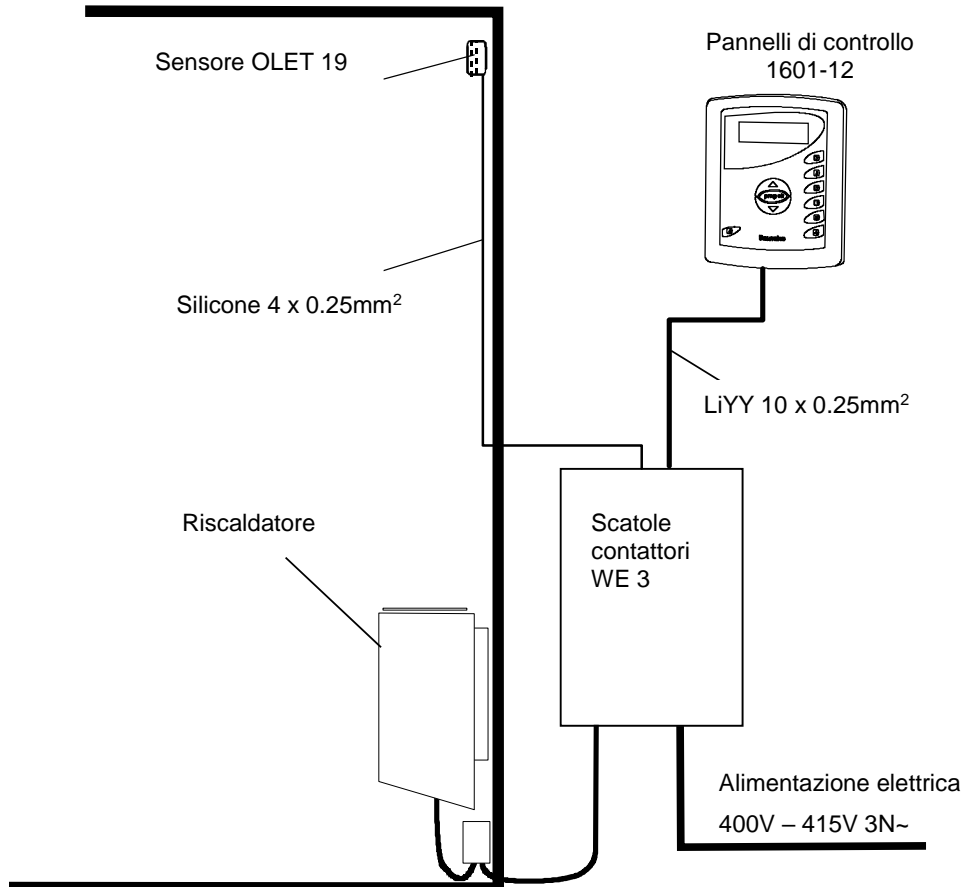 Sensore OLET 19
Pannelli di controllo
1601-12
Silicone 4 x 0.25mm²
LiYY 10 x 0.25mm²
Riscaldatore
Scatole
contattori
WE 3
Alimentazione elettrica
400V – 415V 3N~